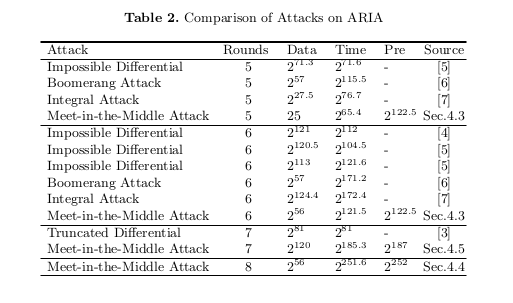 Table 2. Comparison of Attacks on ARIA
Attack Rounds Data Time Pre Source
Impossible Differential 5 2^71.3 2^71.6 - [5]
Boomerang Attack 5 2^57 2^115.5 - [6]
Integral Attack 5 2^27.5 2^76.7 - [7]
Meet-in-the-Middle Attack 5 25 2^65.4 2^122.5 Sec.4.3
Impossible Differential 6 2^121 2^112 - [4]
Impossible Differential 6 2^120.5 2^104.5 - [5]
Impossible Differential 6 2^113 2^121.6 - [5]
Boomerang Attack 6 2^57 2^171.2 - [6]
Integral Attack 6 2^124.4 2^172.4 - [7]
Meet-in-the-Middle Attack 6 2^56 2^121.5 2^122.5 Sec.4.3
Truncated Differential 7 2^81 2^81 - [3]
Meet-in-the-Middle Attack 7 2^120 2^185.3 2^187 Sec.4.5
Meet-in-the-Middle Attack 8 2^56 2^251.6 2^252 Sec.4.4